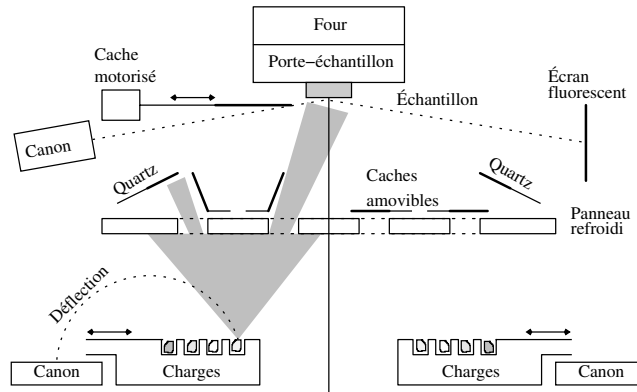 Four
Porte−échantillon
Cache
motorisé
Échantillon
Écran
fluorescent
Canon
Quartz
Caches
amovibles
Quartz
Panneau
refroidi
Déflection
Canon
Charges
Charges
Canon